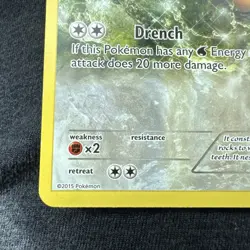 Drench
If this Pokémon has any Energy
attack does 20 more damage.
weakness resistance
×2
It const
rocks to w
teeth. It ne
retreat
©2015 Pokémon